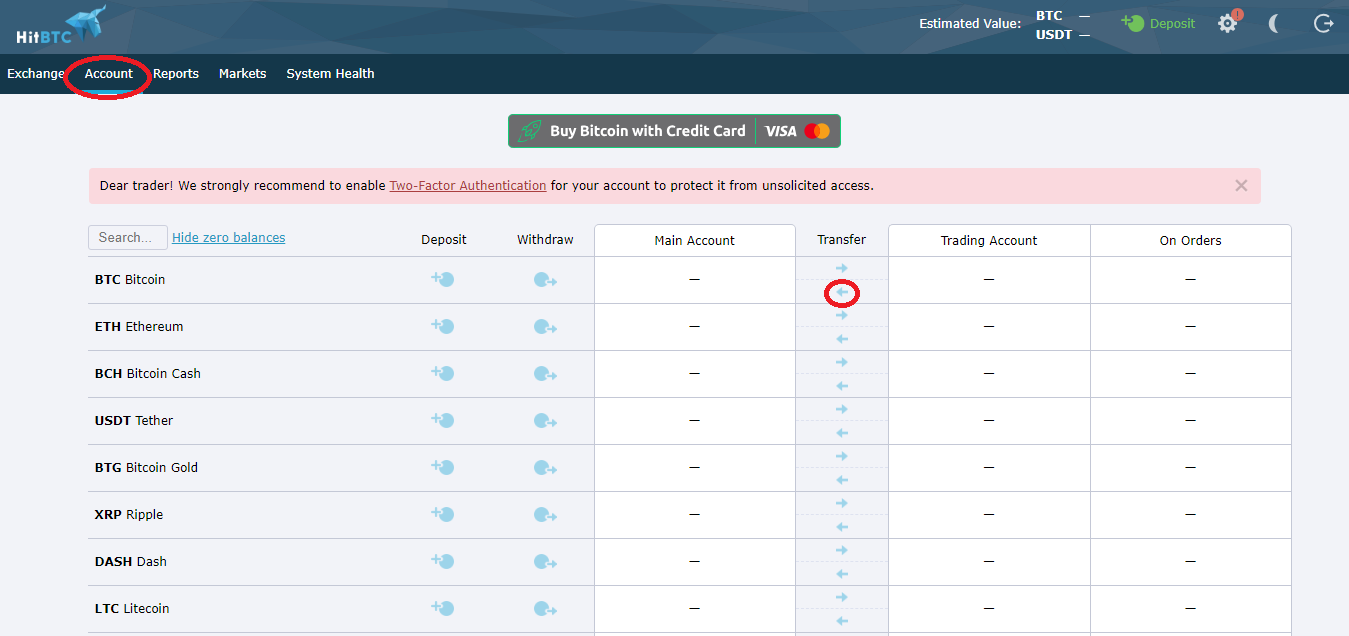 HitBTC
Estimated Value:
BTC —
USDT —
Deposit
!
Exchange Account Reports Markets System Health
Buy Bitcoin with Credit Card VISA
Dear trader! We strongly recommend to enable Two-Factor Authentication for your account to protect it from unsolicited access.
Search... Hide zero balances Deposit Withdraw Main Account Transfer Trading Account On Orders
BTC Bitcoin — — —
ETH Ethereum — — —
BCH Bitcoin Cash — — —
USDT Tether — — —
BTG Bitcoin Gold — — —
XRP Ripple — — —
DASH Dash — — —
LTC Litecoin — — —